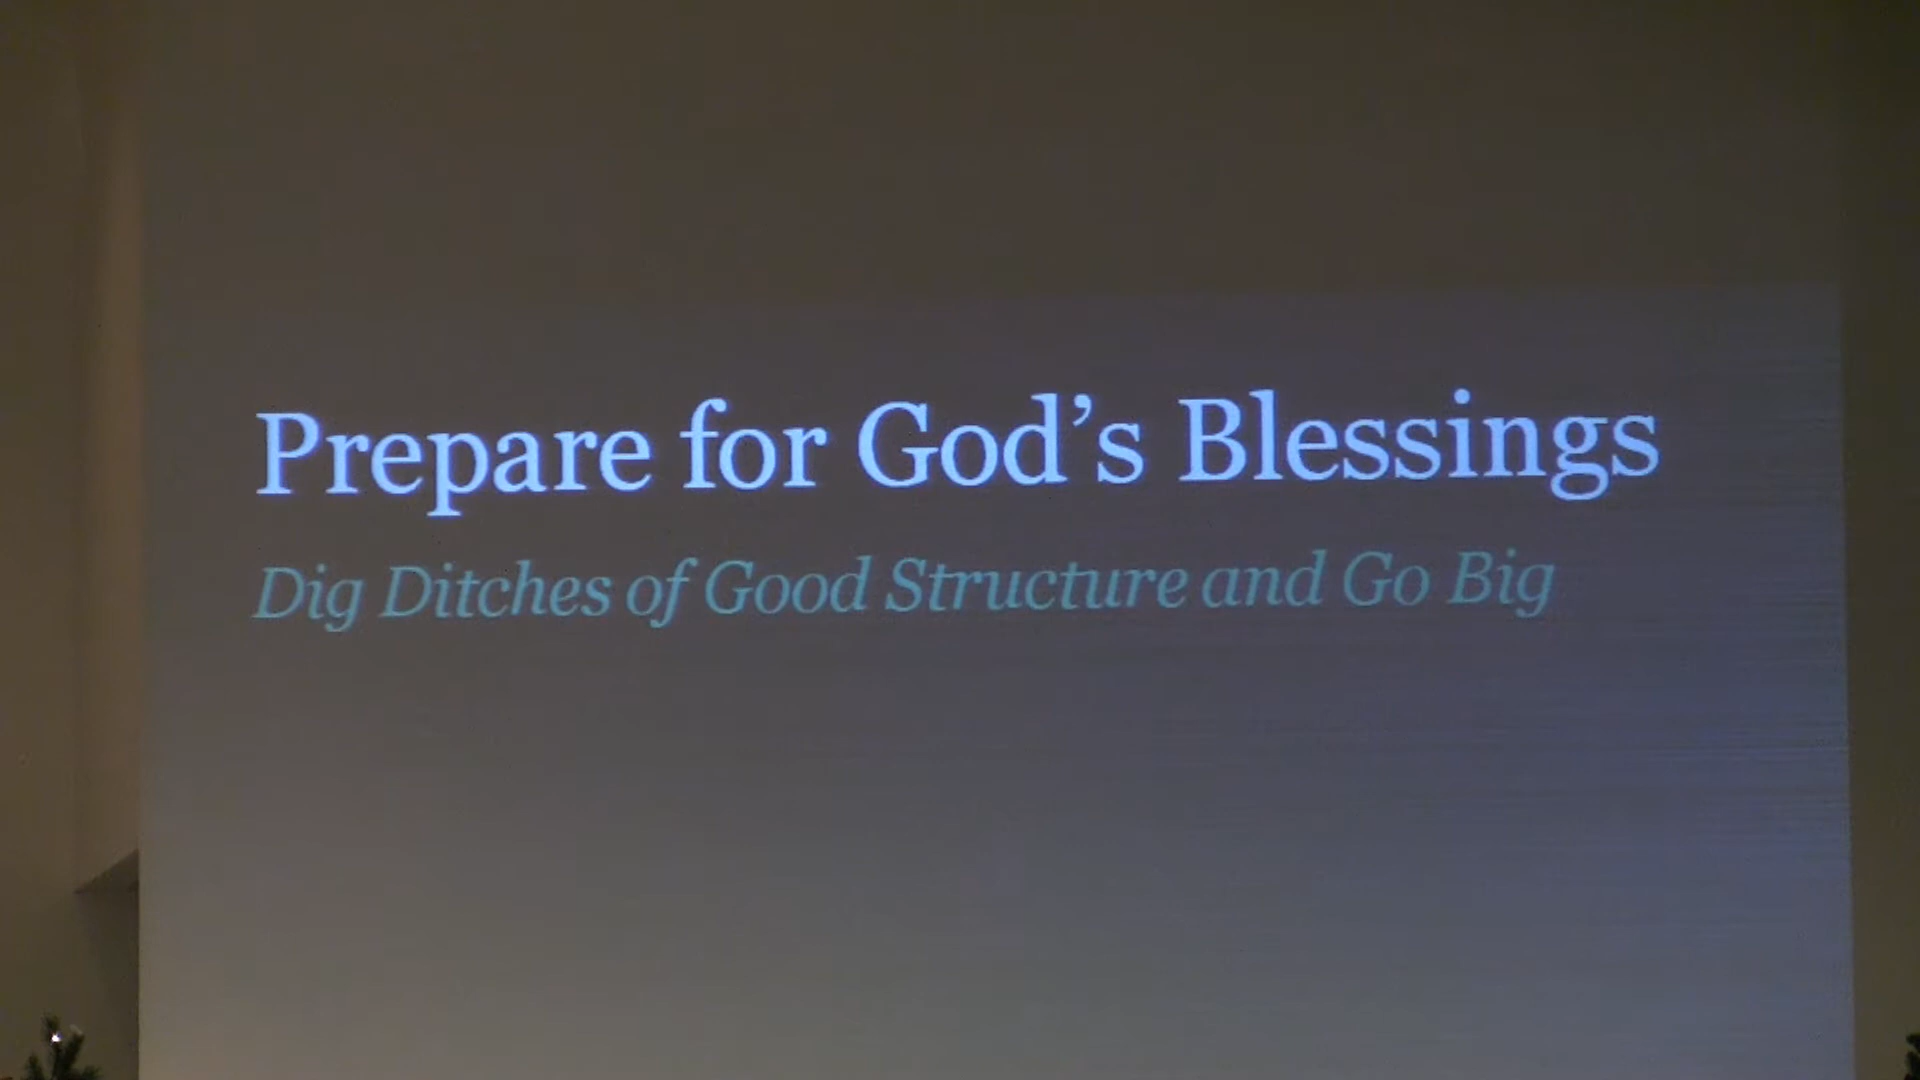 Prepare for God’s Blessings
Dig Ditches of Good Structure and Go Big